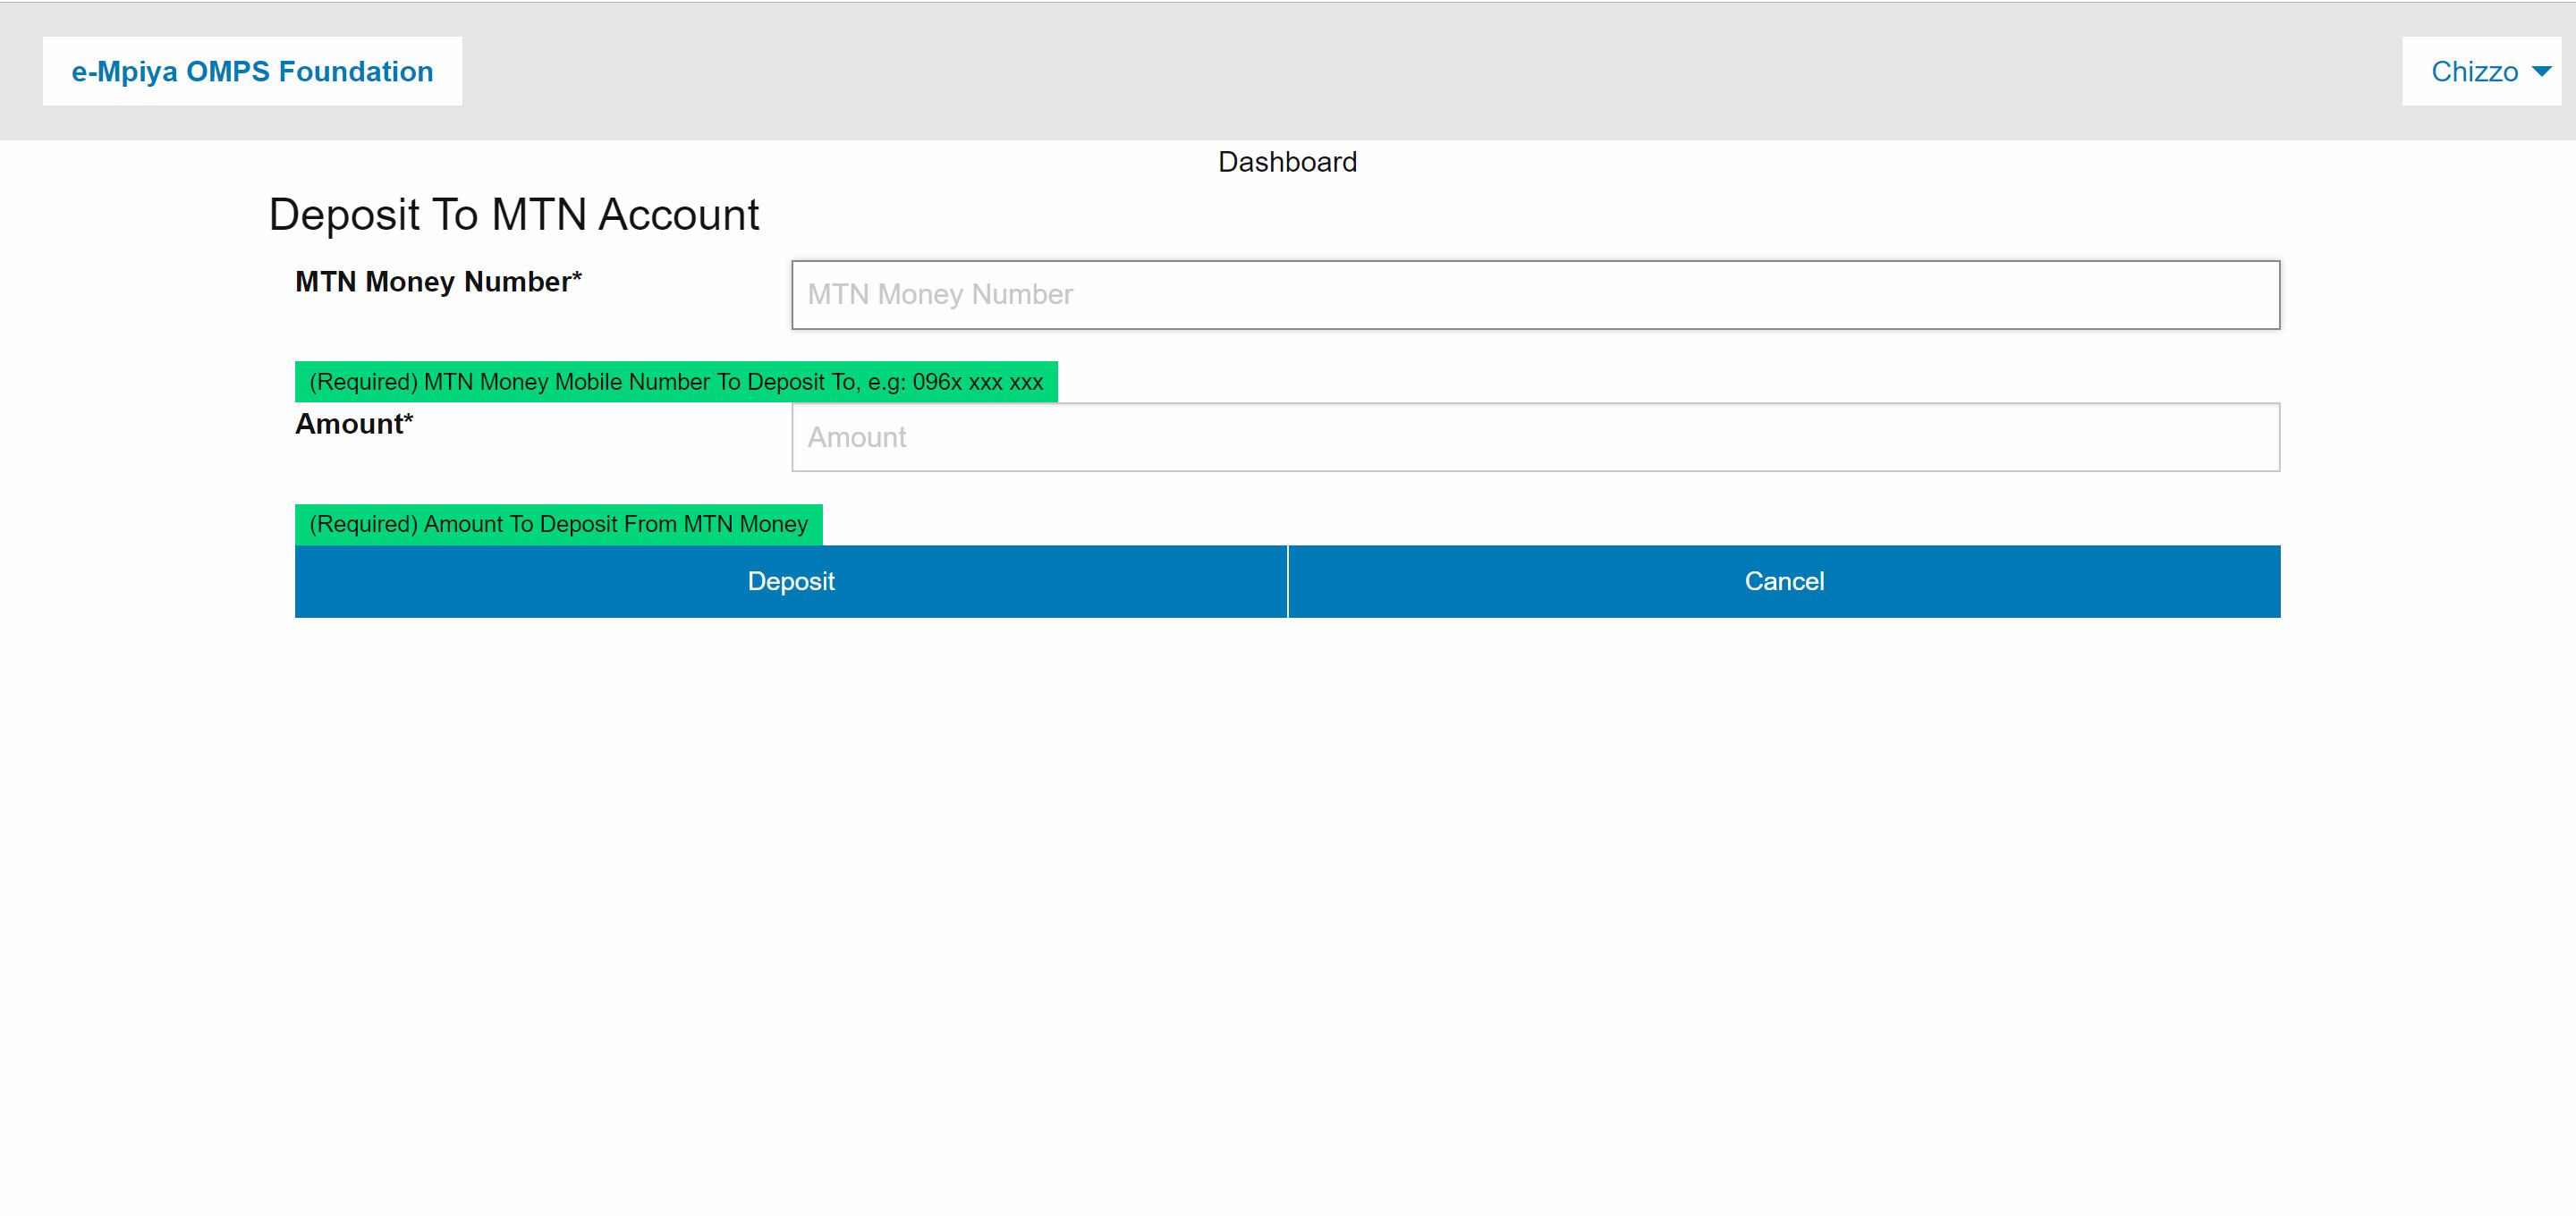 e-Mpiya OMPS Foundation
Chizzo
Dashboard
Deposit To MTN Account
MTN Money Number*
MTN Money Number
(Required) MTN Money Mobile Number To Deposit To, e.g: 096x xxx xxx
Amount*
Amount
(Required) Amount To Deposit From MTN Money
Deposit
Cancel